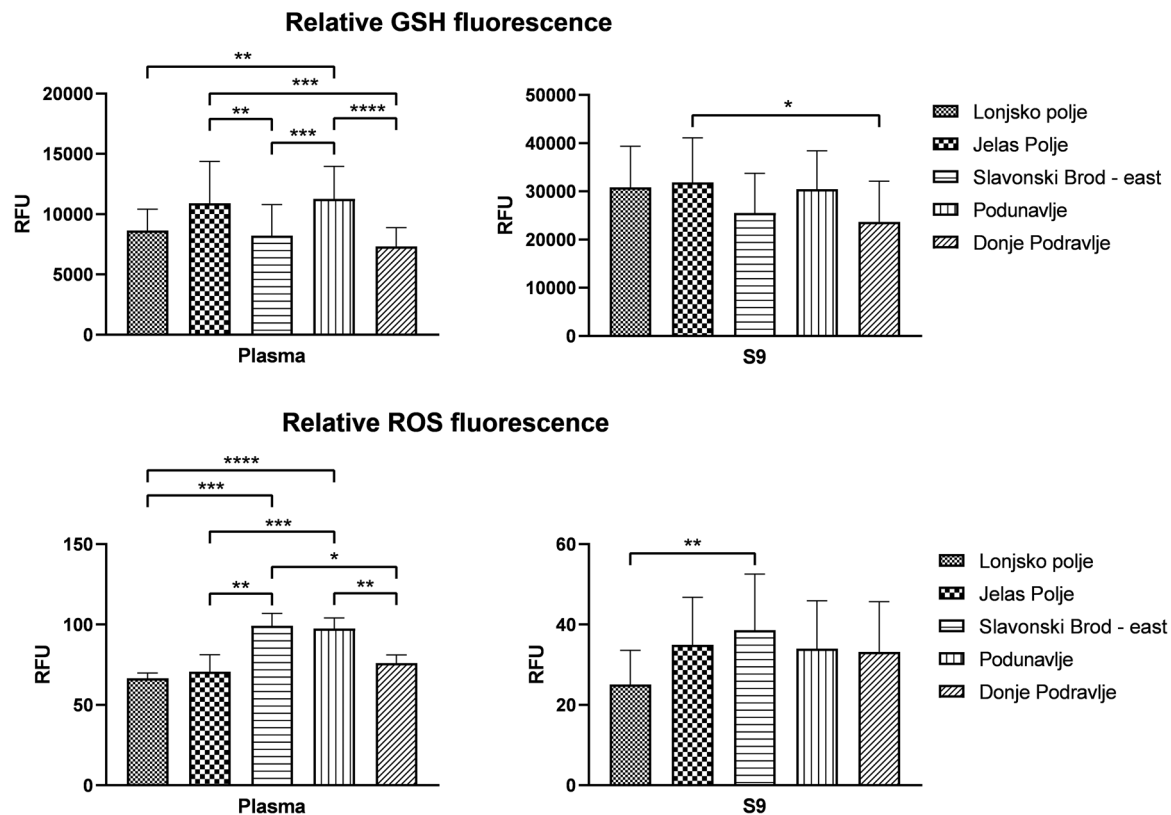 Relative GSH fluorescence
**
***
**
****
***
20000
15000
10000
5000
0
RFU
Plasma
*
50000
40000
30000
20000
10000
0
RFU
S9
Lonjsko polje
Jelas Polje
Slavonski Brod - east
Podunavlje
Donje Podravlje
Relative ROS fluorescence
****
***
***
*
**
**
150
100
50
0
RFU
Plasma
**
60
40
20
0
RFU
S9
Lonjsko polje
Jelas Polje
Slavonski Brod - east
Podunavlje
Donje Podravlje